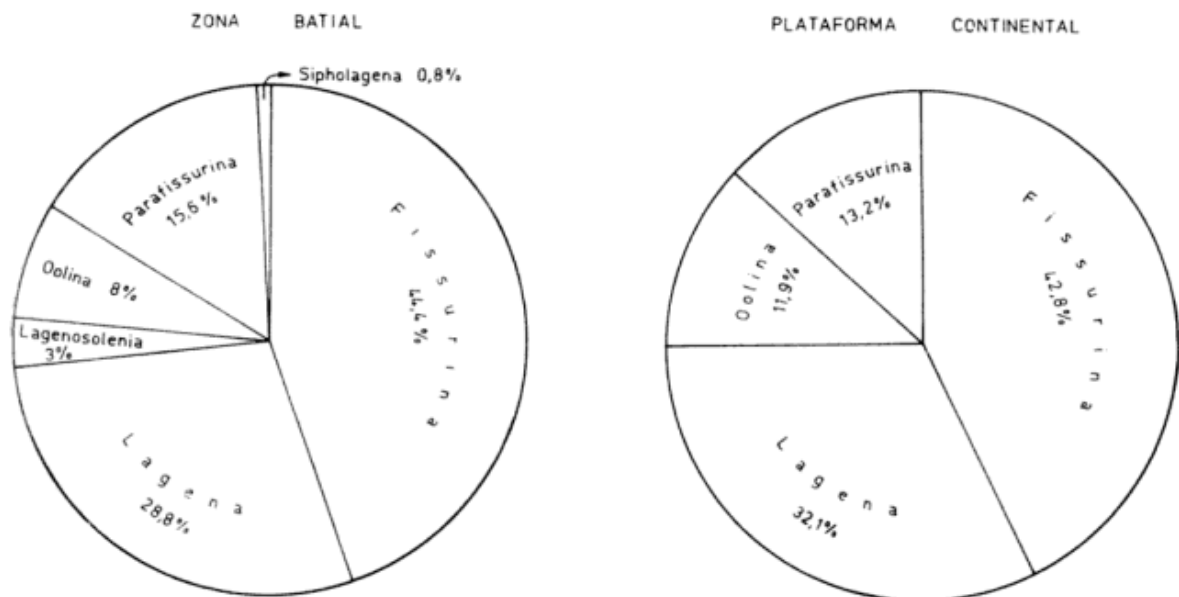 ZONA BATIAL
Sipholagena 0,8%
Parafissurina
15,6%
Oolina 8%
Lagenosolenia
3%
Lagena
28,8%
Fissurina
44,4%
PLATAFORMA CONTINENTAL
Parafissurina
13,2%
Oolina
11,9%
Lagena
32,1%
Fissurina
42,8%